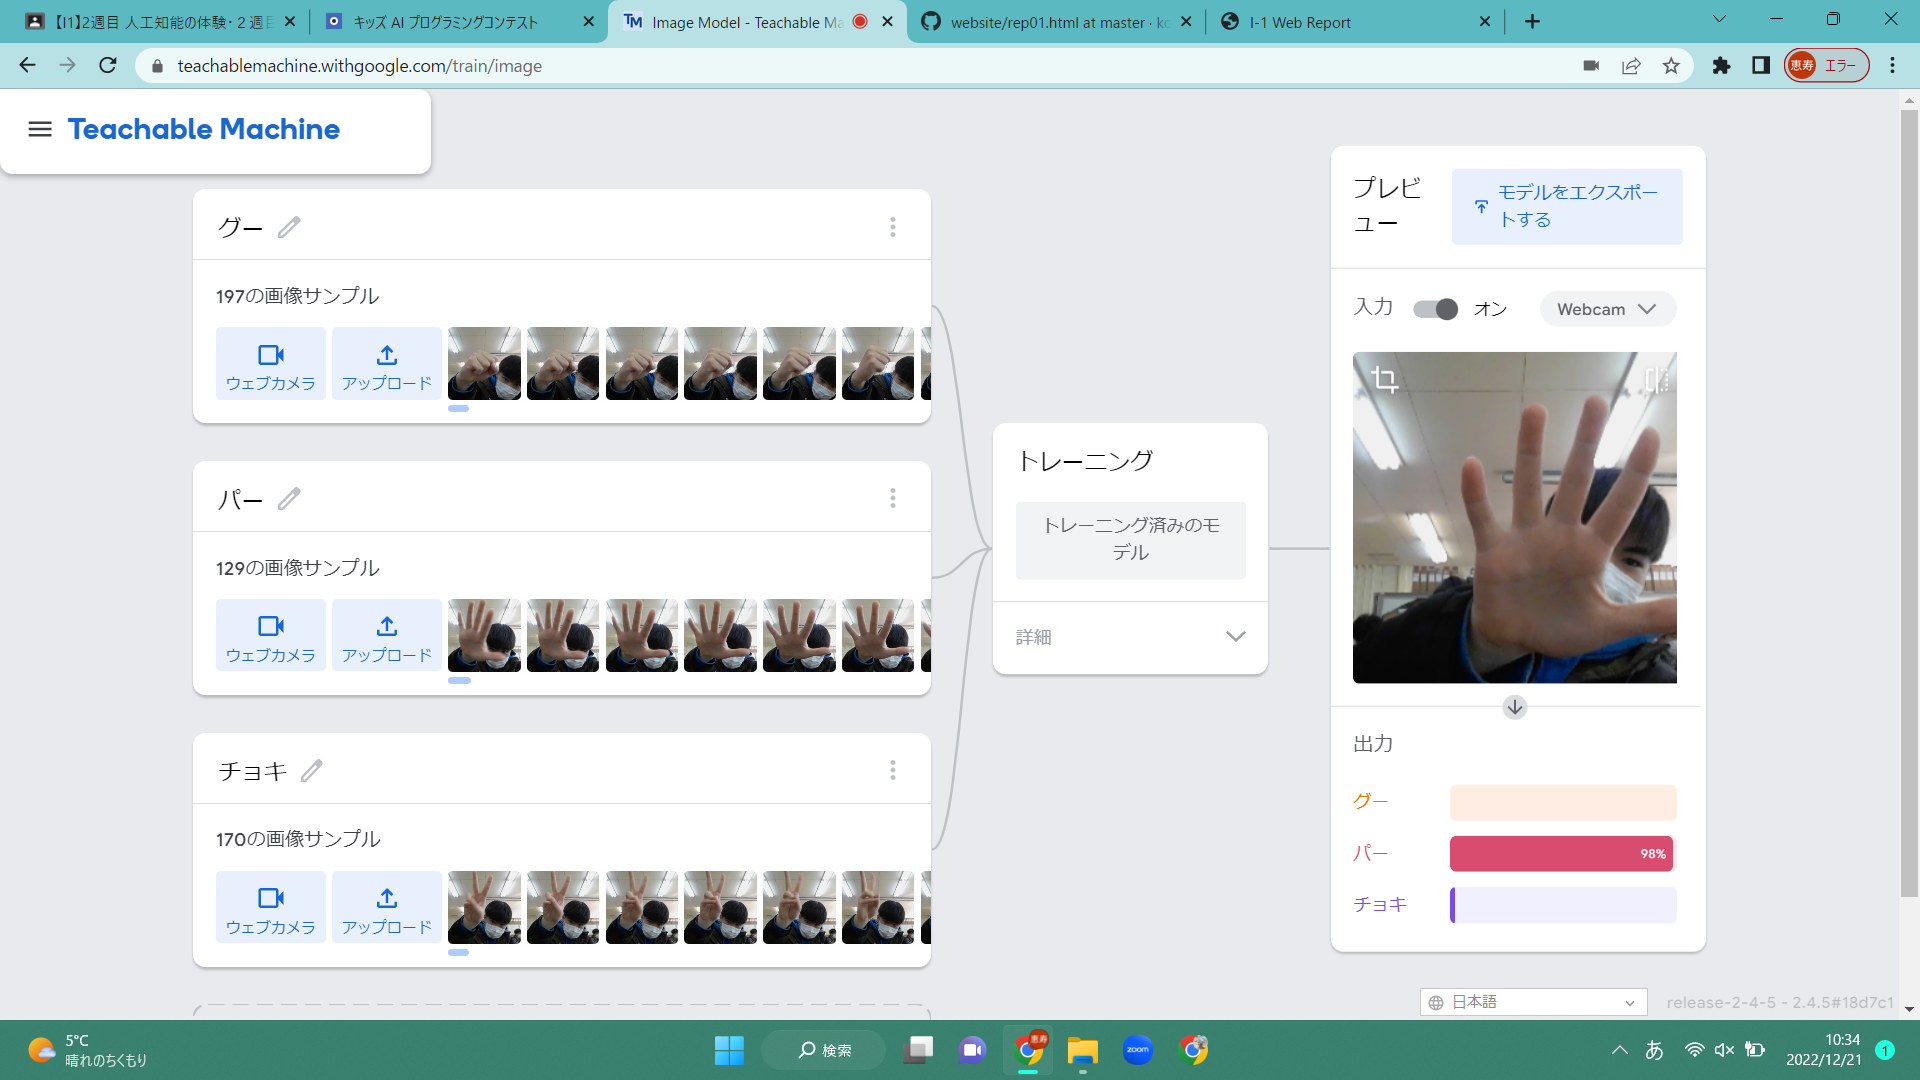 【I1】2週目 人工知能の体験・2週目
キッズ AI プログラミングコンテスト
TM Image Model - Teachable Ma
website/rep01.html at master · ko
I-1 Web Report
teachablemachine.withgoogle.com/train/image
恵寿 エラー
Teachable Machine
グー
197の画像サンプル
ウェブカメラ
アップロード
パー
129の画像サンプル
ウェブカメラ
アップロード
チョキ
170の画像サンプル
ウェブカメラ
アップロード
トレーニング
トレーニング済みのモ
デル
詳細
プレビ
ュー
モデルをエクスポー
トする
入力
オン
Webcam
出力
グー
パー
98%
チョキ
日本語
release-2-4-5 - 2.4.5#18d7c1
5°C
晴れのちくもり
検索
恵寿
zoom
あ
10:34
2022/12/21
1